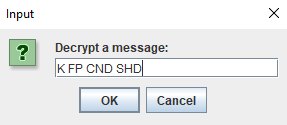 Input
Decrypt a message:
K FP CND SHD
OK
Cancel